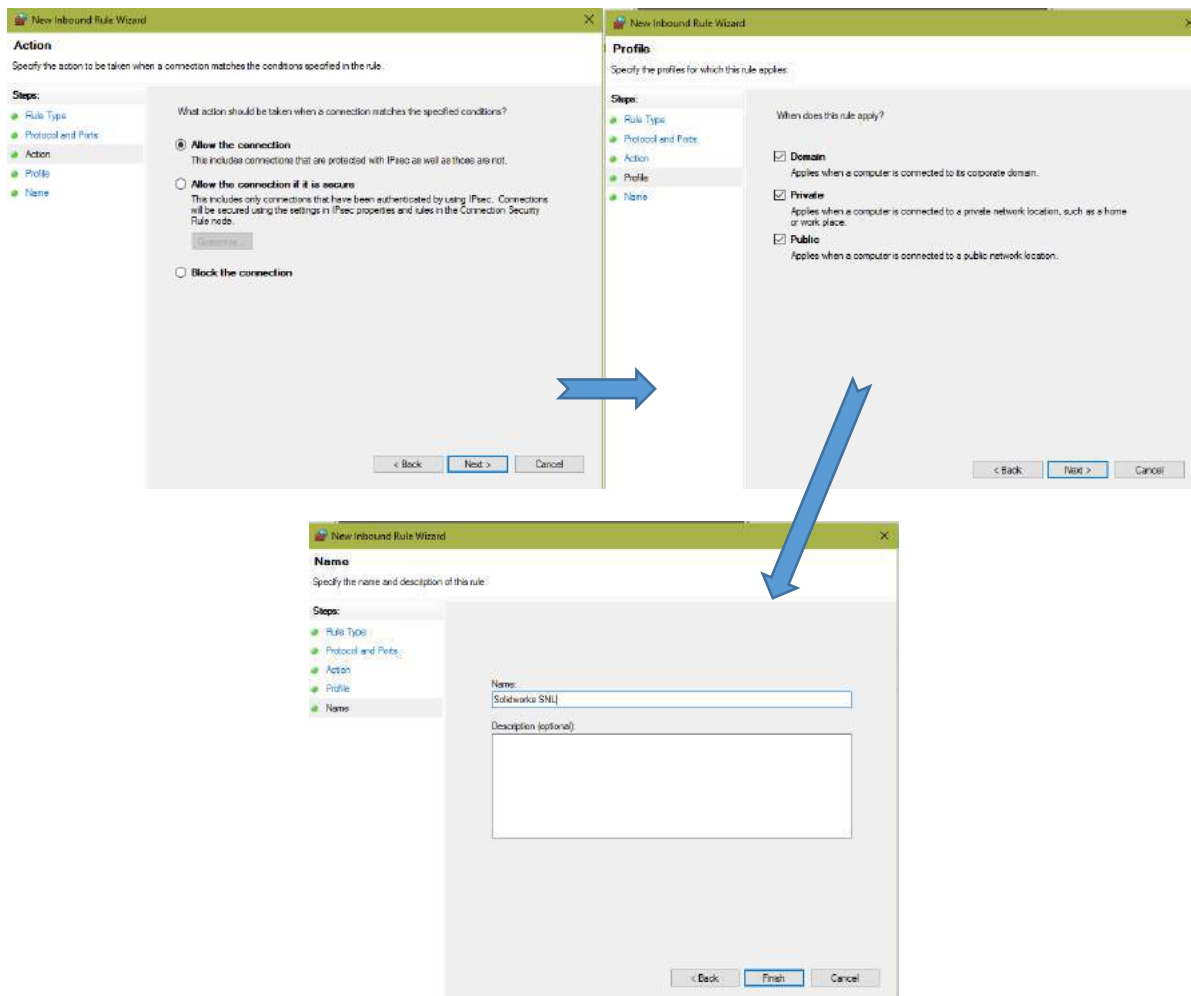 New Inbound Rule Wizard
Action
Specify the action to be taken when a connection matches the conditions specified in the rule.
Steps:
Rule Type
Protocol and Ports
Action
Profile
Name
What action should be taken when a connection matches the specified conditions?
Allow the connection
This includes connections that are protected with IPsec as well as those are not.
Allow the connection if it is secure
This includes only connections that have been authenticated by using IPsec. Connections
will be secured using the settings in IPsec properties and rules in the Connection Security
Rule node.
Customize...
Block the connection
< Back Next > Cancel
New Inbound Rule Wizard
Profile
Specify the profiles for which this rule applies.
Steps:
Rule Type
Protocol and Ports
Action
Profile
Name
When does this rule apply?
Domain
Applies when a computer is connected to its corporate domain.
Private
Applies when a computer is connected to a private network location, such as a home
or work place.
Public
Applies when a computer is connected to a public network location.
< Back Next > Cancel
New Inbound Rule Wizard
Name
Specify the name and description of this rule.
Steps:
Rule Type
Protocol and Ports
Action
Profile
Name
Name:
Solidworks SNL
Description (optional):
< Back Finish Cancel